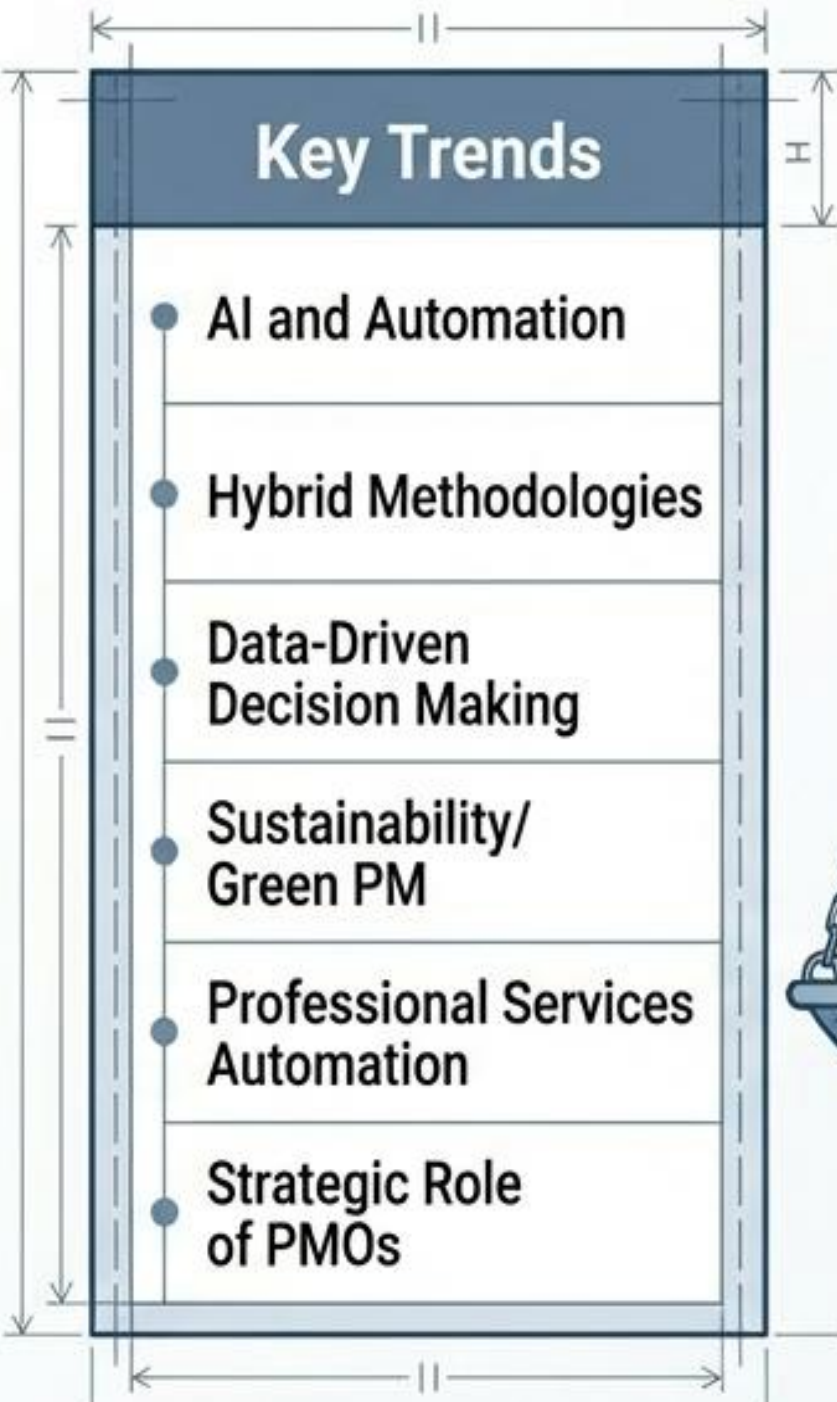 Key Trends
H
AI and Automation
Hybrid Methodologies
Data-Driven
Decision Making
Sustainability/
Green PM
Professional Services
Automation
Strategic Role
of PMOs